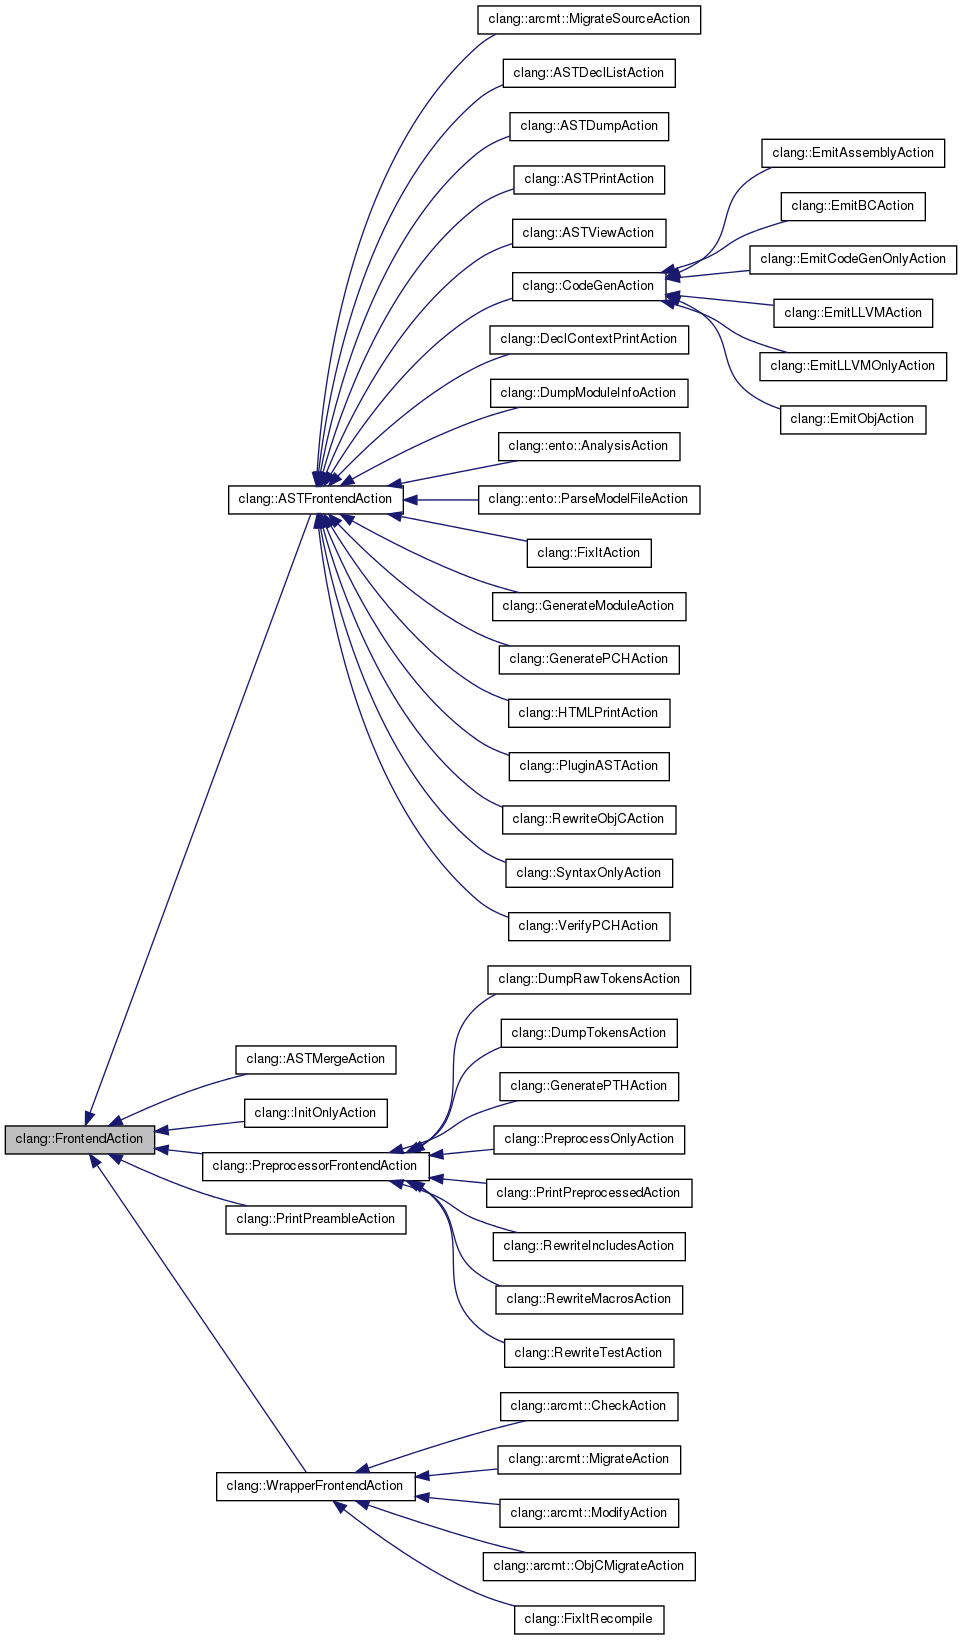 clang::arcmt::MigrateSourceAction
clang::ASTDeclListAction
clang::ASTDumpAction
clang::EmitAssemblyAction
clang::ASTPrintAction
clang::EmitBCAction
clang::ASTViewAction
clang::EmitCodeGenOnlyAction
clang::CodeGenAction
clang::EmitLLVMAction
clang::DeclContextPrintAction
clang::EmitLLVMOnlyAction
clang::DumpModuleInfoAction
clang::EmitObjAction
clang::ento::AnalysisAction
clang::ASTFrontendAction
clang::ento::ParseModelFileAction
clang::FixItAction
clang::GenerateModuleAction
clang::GeneratePCHAction
clang::HTMLPrintAction
clang::PluginASTAction
clang::RewriteObjCAction
clang::SyntaxOnlyAction
clang::VerifyPCHAction
clang::DumpRawTokensAction
clang::DumpTokensAction
clang::ASTMergeAction
clang::GeneratePTHAction
clang::InitOnlyAction
clang::FrontendAction
clang::PreprocessOnlyAction
clang::PreprocessorFrontendAction
clang::PrintPreprocessedAction
clang::PrintPreambleAction
clang::RewriteIncludesAction
clang::RewriteMacrosAction
clang::RewriteTestAction
clang::arcmt::CheckAction
clang::arcmt::MigrateAction
clang::WrapperFrontendAction
clang::arcmt::ModifyAction
clang::arcmt::ObjCMigrateAction
clang::FixItRecompile